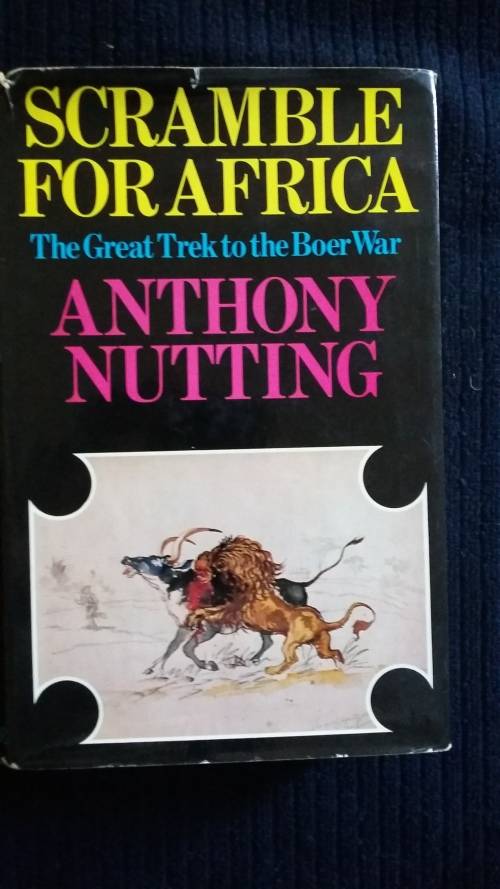 SCRAMBLE
FOR AFRICA
The Great Trek to the Boer War
ANTHONY
NUTTING